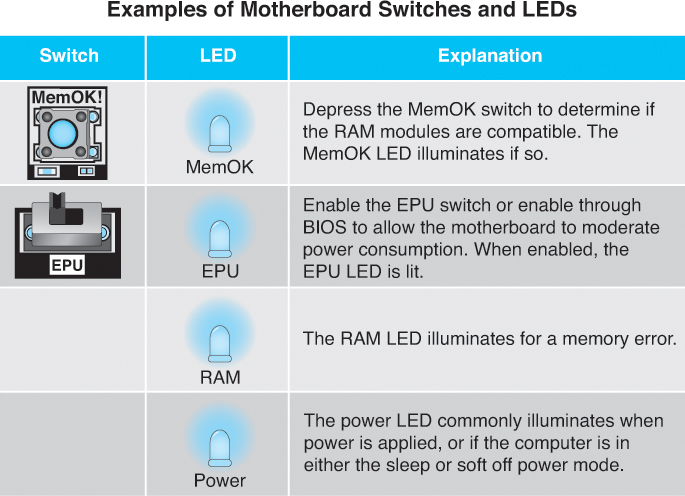 Examples of Motherboard Switches and LEDs
Switch
LED
Explanation
MemOK!
MemOK
Depress the MemOK switch to determine if
the RAM modules are compatible. The
MemOK LED illuminates if so.
EPU
EPU
Enable the EPU switch or enable through
BIOS to allow the motherboard to moderate
power consumption. When enabled, the
EPU LED is lit.
RAM
The RAM LED illuminates for a memory error.
Power
The power LED commonly illuminates when
power is applied, or if the computer is in
either the sleep or soft off power mode.